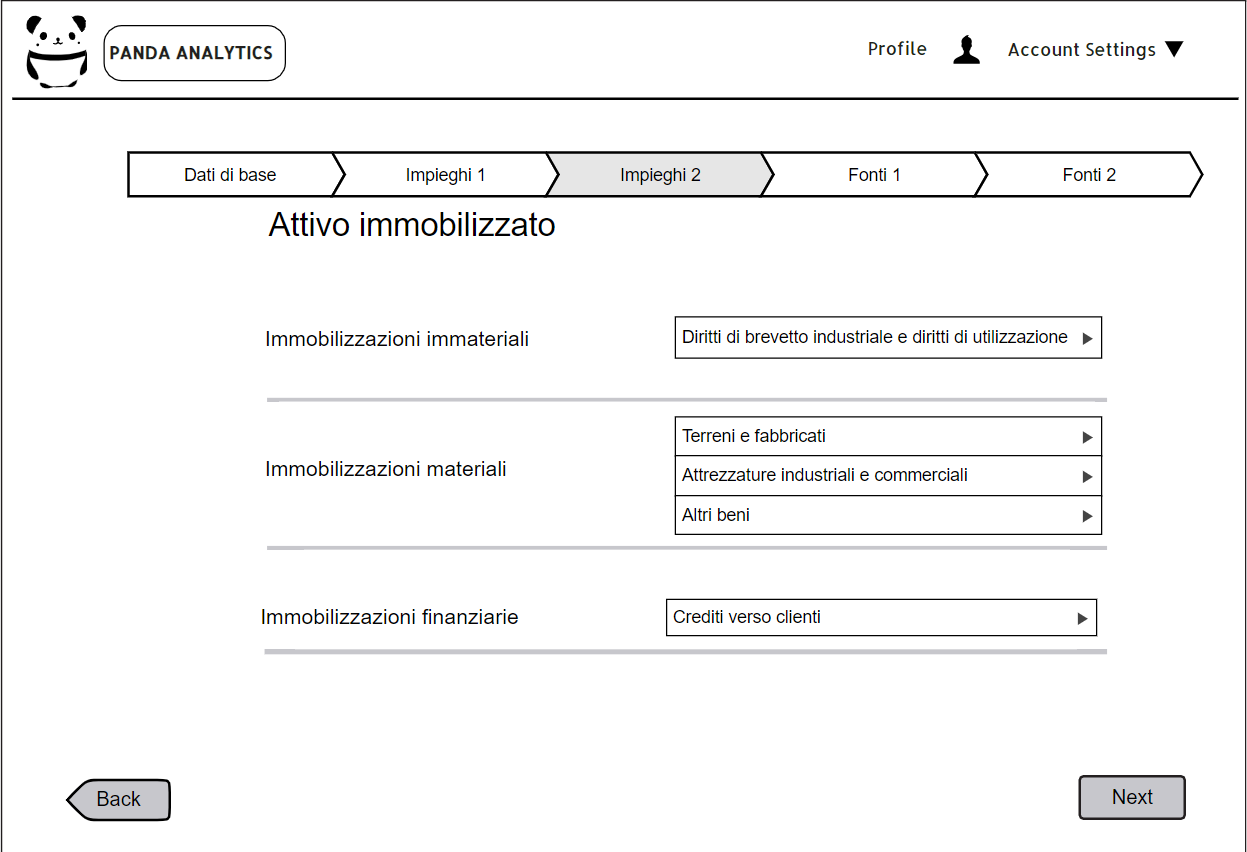 PANDA ANALYTICS
Profile
Account Settings
Dati di base
Impieghi 1
Impieghi 2
Fonti 1
Fonti 2
Attivo immobilizzato
Immobilizzazioni immateriali
Diritti di brevetto industriale e diritti di utilizzazione
Immobilizzazioni materiali
Terreni e fabbricati
Attrezzature industriali e commerciali
Altri beni
Immobilizzazioni finanziarie
Crediti verso clienti
Back
Next